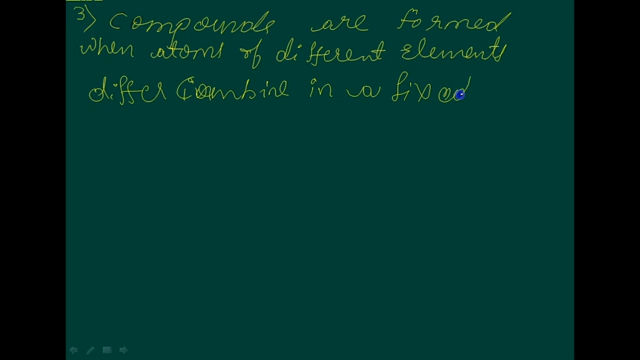 3) Compounds are formed
when atoms of different Elements
differ Combine in a fixed